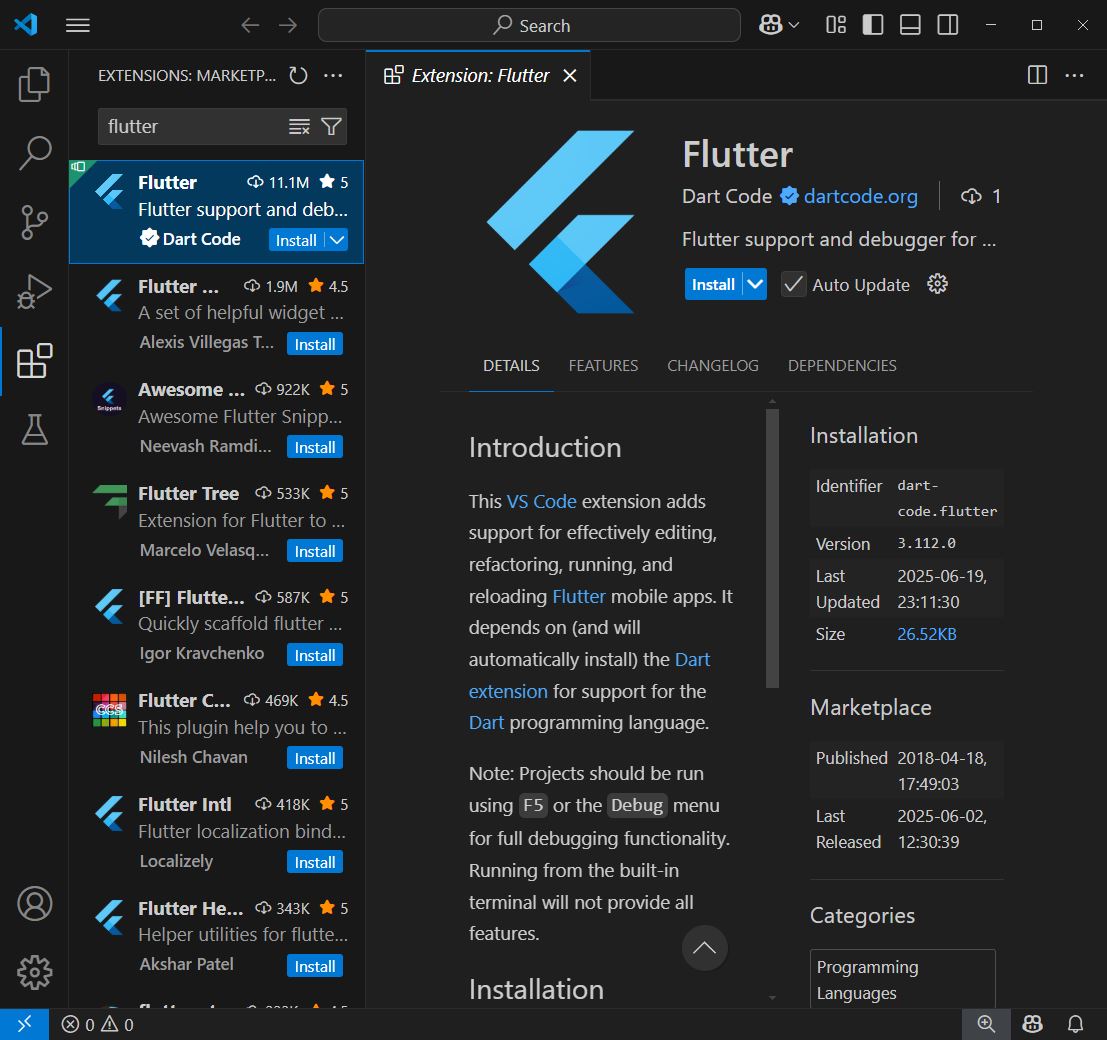 Search
EXTENSIONS: MARKETP...
flutter
Flutter 11.1M 5
Flutter support and deb...
Dart Code Install
Flutter ... 1.9M 4.5
A set of helpful widget ...
Alexis Villegas T... Install
Awesome ... 922K 5
Awesome Flutter Snipp...
Neevash Ramdi... Install
Flutter Tree 533K 5
Extension for Flutter to ...
Marcelo Velasq... Install
[FF] Flutte... 587K 5
Quickly scaffold flutter ...
Igor Kravchenko Install
Flutter C... 469K 4.5
This plugin help you to ...
Nilesh Chavan Install
Flutter Intl 418K 5
Flutter localization bind...
Localizely Install
Flutter He... 343K 5
Helper utilities for flutte...
Akshar Patel Install
Extension: Flutter
Flutter
Dart Code dartcode.org 1
Flutter support and debugger for ...
Install Auto Update
DETAILS FEATURES CHANGELOG DEPENDENCIES
Introduction
This VS Code extension adds
support for effectively editing,
refactoring, running, and
reloading Flutter mobile apps. It
depends on (and will
automatically install) the Dart
extension for support for the
Dart programming language.
Note: Projects should be run
using F5 or the Debug menu
for full debugging functionality.
Running from the built-in
terminal will not provide all
features.
Installation
Installation
Identifier dart-
code.flutter
Version 3.112.0
Last 2025-06-19,
Updated 23:11:30
Size 26.52KB
Marketplace
Published 2018-04-18,
17:49:03
Last 2025-06-02,
Released 12:30:39
Categories
Programming
Languages
0 0